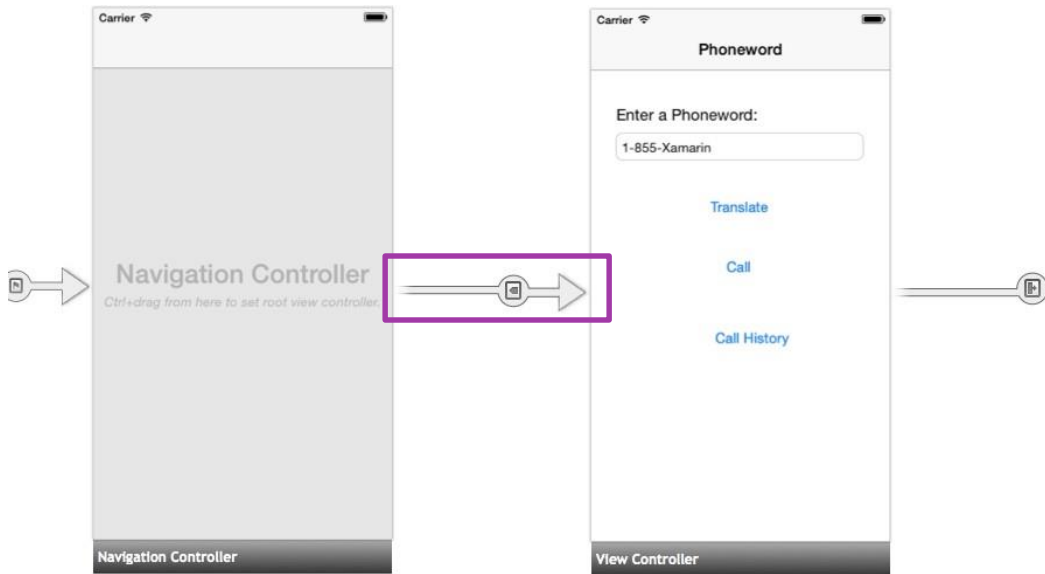 Carrier
Navigation Controller
Ctrl+drag from here to set root view controller.
Navigation Controller
Carrier
Phoneword
Enter a Phoneword:
1-855-Xamarin
Translate
Call
Call History
View Controller